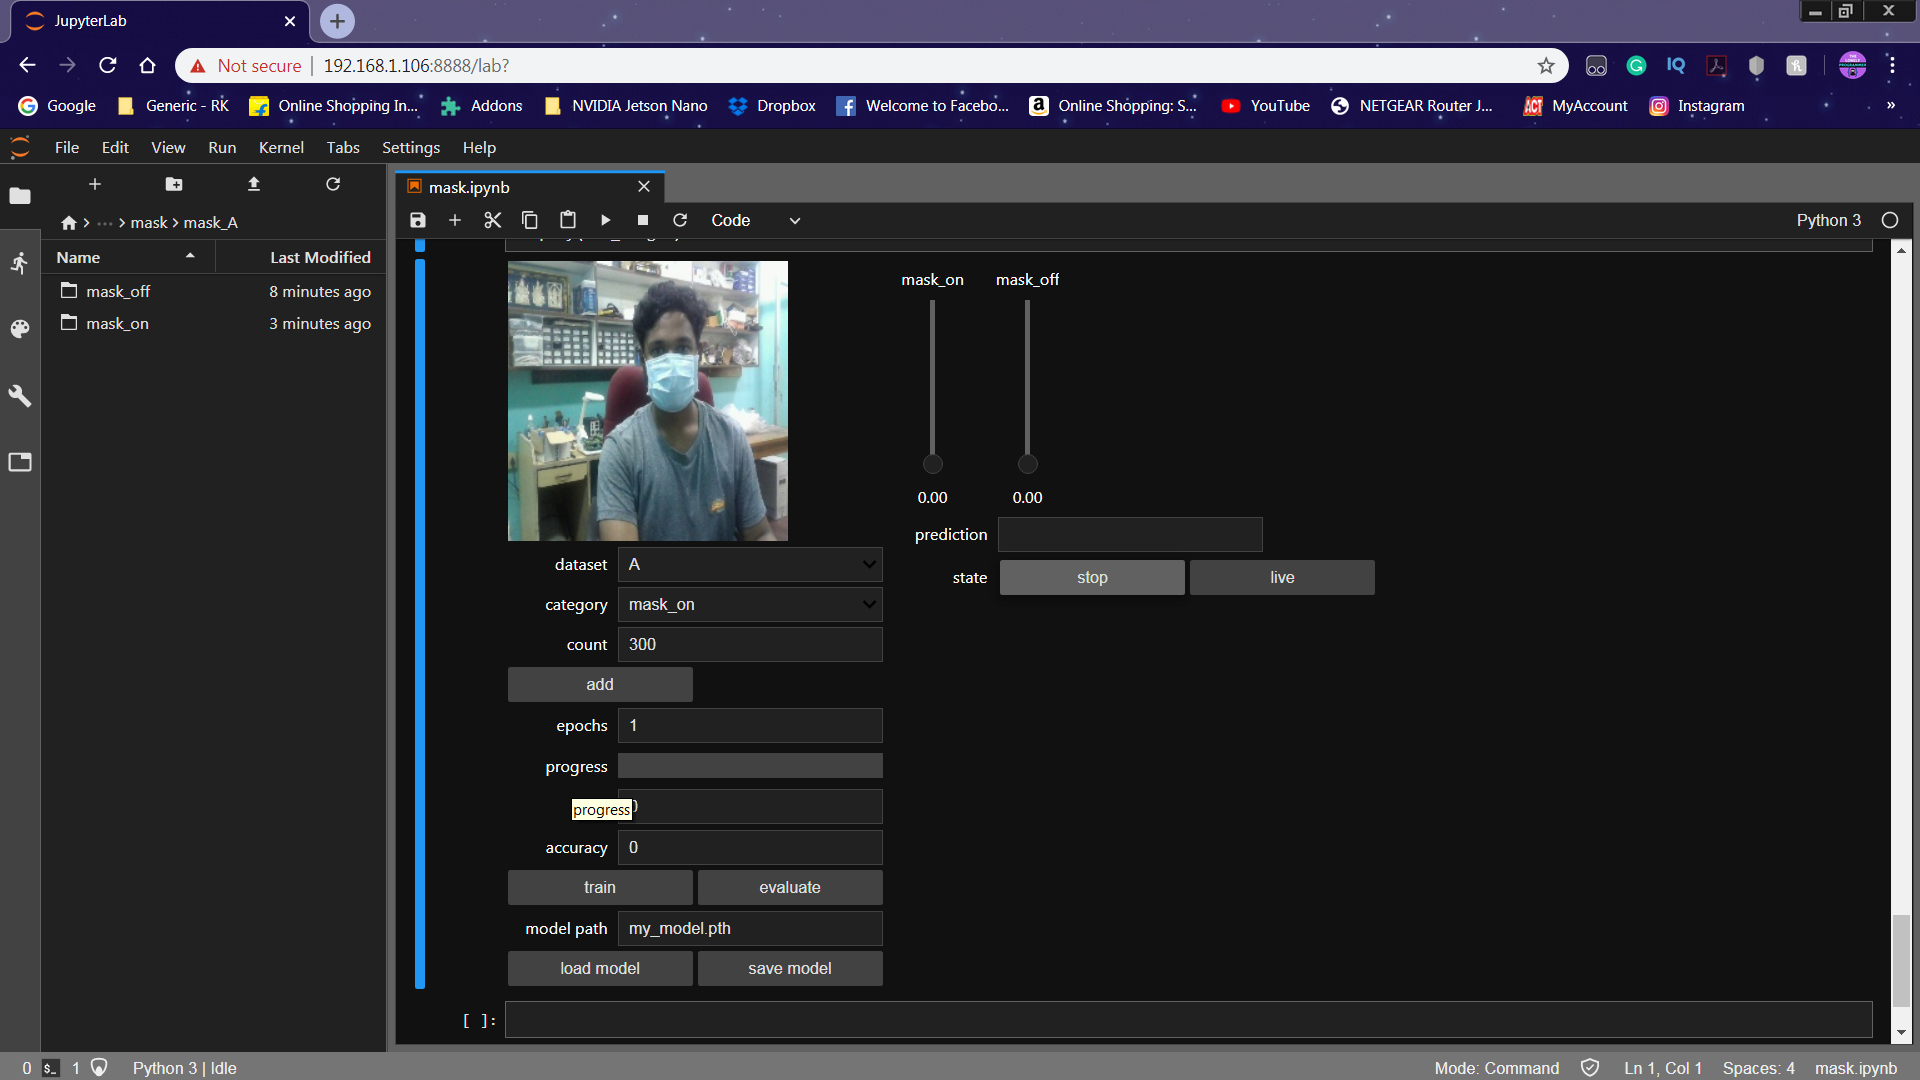 JupyterLab
Not secure 192.168.1.106:8888/lab?
IQ
Google Generic - RK Online Shopping In... Addons NVIDIA Jetson Nano Dropbox Welcome to Facebo... Online Shopping: S... YouTube NETGEAR Router J... ACT MyAccount Instagram »
File Edit View Run Kernel Tabs Settings Help
mask.ipynb
Code Python 3
... > mask > mask_A
Name Last Modified
mask_off 8 minutes ago
mask_on 3 minutes ago
mask_on mask_off
0.00 0.00
prediction
state stop live
dataset A
category mask_on
count 300
add
epochs 1
progress
progress
accuracy 0
train evaluate
model path my_model.pth
load model save model
[ ]:
0 $_ 1 Python 3 | Idle Mode: Command Ln 1, Col 1 Spaces: 4 mask.ipynb